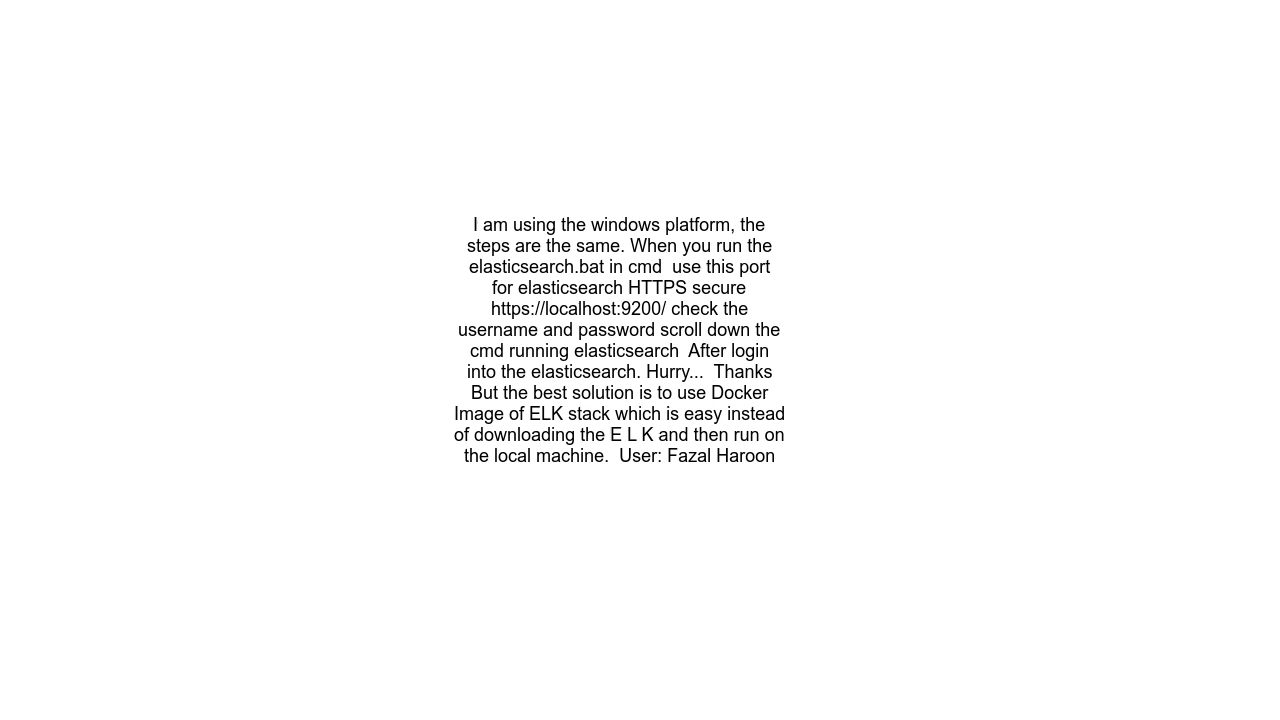 I am using the windows platform, the
steps are the same. When you run the
elasticsearch.bat in cmd  use this port
for elasticsearch HTTPS secure
https://localhost:9200/ check the
username and password scroll down the
cmd running elasticsearch  After login
into the elasticsearch. Hurry...  Thanks
But the best solution is to use Docker
Image of ELK stack which is easy instead
of downloading the E L K and then run on
the local machine.  User: Fazal Haroon